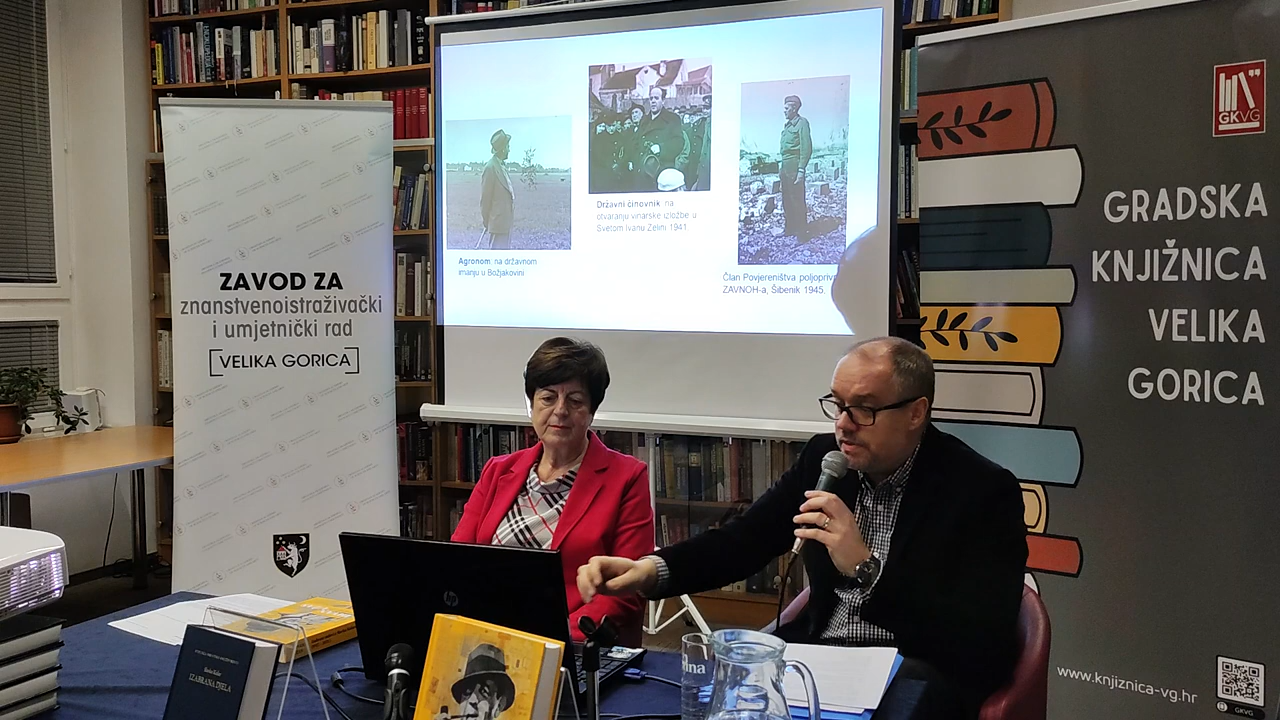 ZAVOD ZA
znanstvenoistraživački
i umjetnički rad
[VELIKA GORICA]
Agronom na državnom
imanju u Božjakovini
Državni činovnik na
otvaranju vinarske izložbe u
Svetom Ivanu Zelini 1941.
Član Povjereništva poljopriv
ZAVNOH-a, Šibenik 1945.
GKVG
GRADSKA
KNJIŽNICA
VELIKA
GORICA
www.knjiznica-vg.hr
GKVG
IZABRANA DJELA
hp